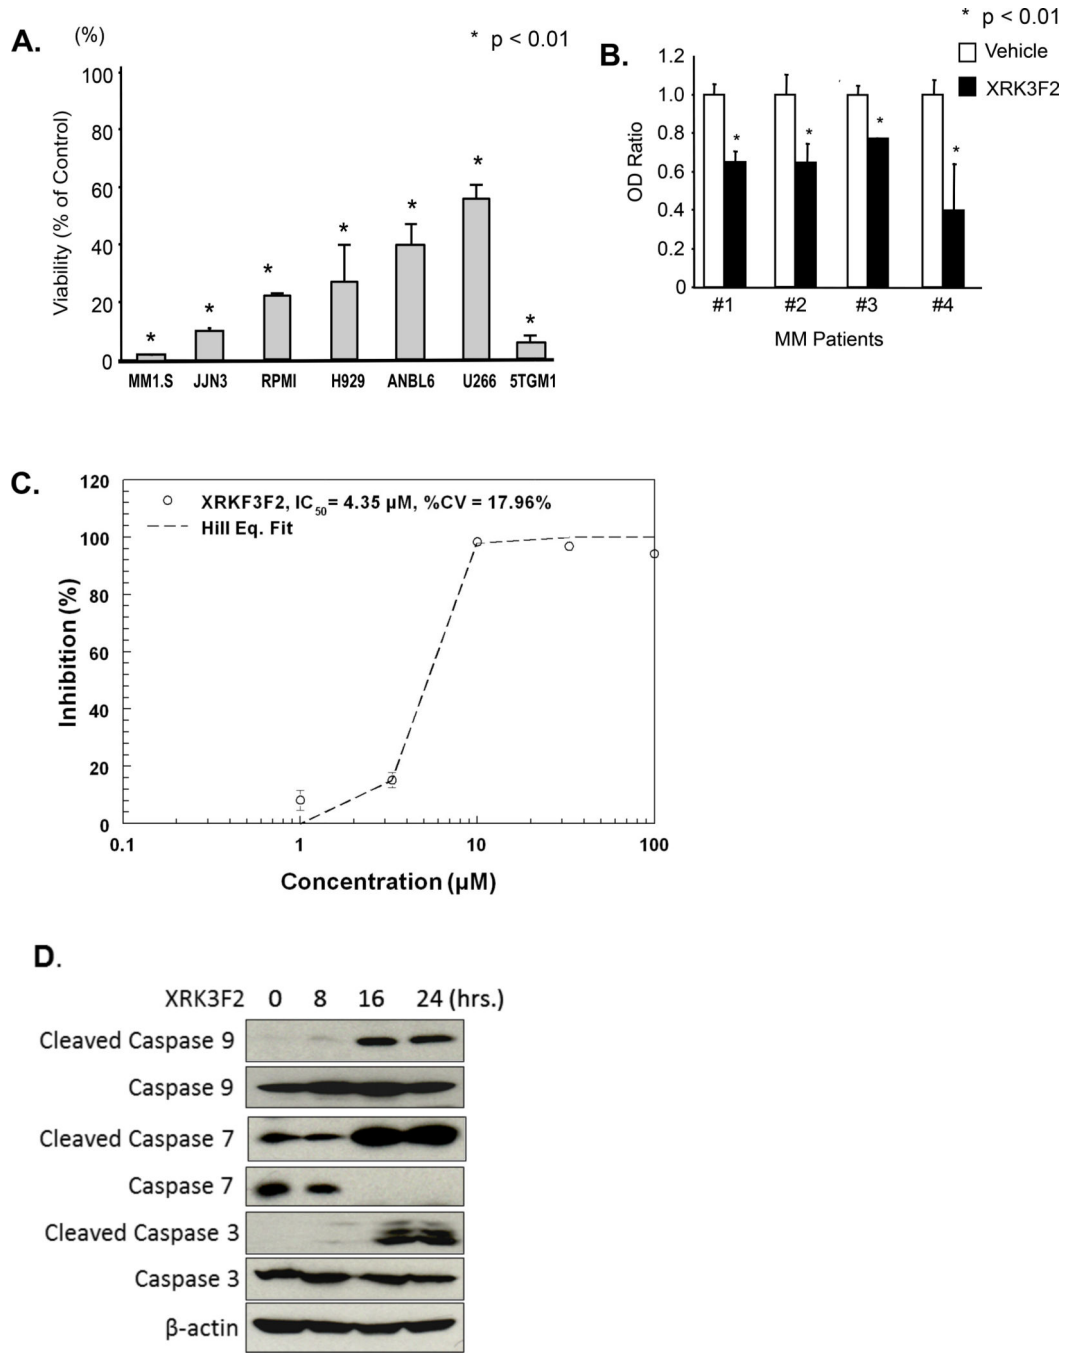 A.
(%)
* p < 0.01
Viability (% of Control)
100
80
60
40
20
0
* * * * * * *
MM1.S JJN3 RPMI H929 ANBL6 U266 5TGM1
B.
* p < 0.01
Vehicle
XRK3F2
OD Ratio
1.2
1.0
0.8
0.6
0.4
0.2
0
* * * *
#1 #2 #3 #4
MM Patients
C.
Inhibition (%)
120
100
80
60
40
20
0
XRKF3F2, IC50= 4.35 µM, %CV = 17.96%
Hill Eq. Fit
0.1 1 10 100
Concentration (µM)
D.
XRK3F2 0 8 16 24 (hrs.)
Cleaved Caspase 9
Caspase 9
Cleaved Caspase 7
Caspase 7
Cleaved Caspase 3
Caspase 3
β-actin